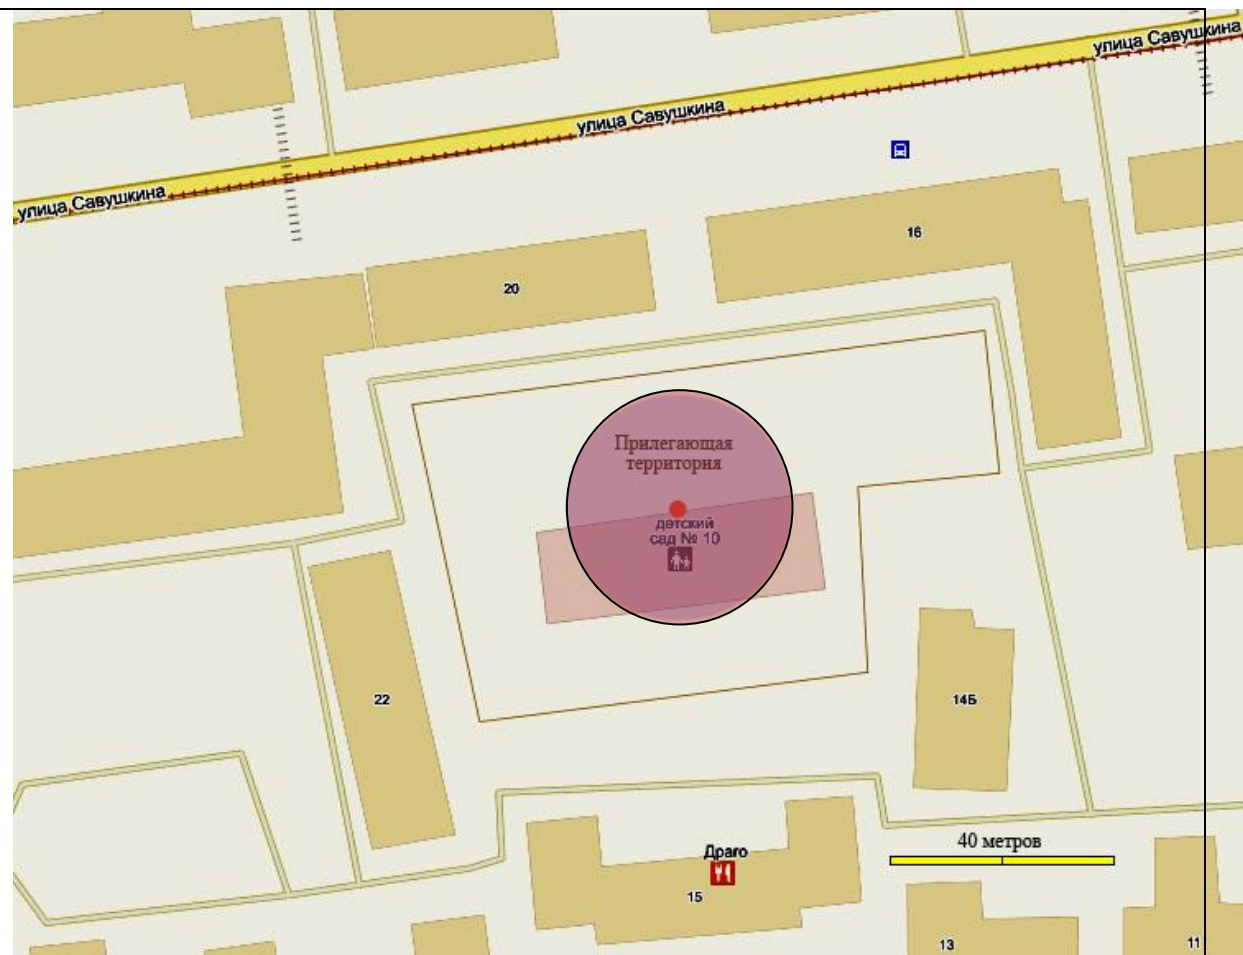 улица Савушкина
улица Савушкина
улица Савушкина
16
20
Прилегающая
территория
детский
сад № 10
22
14Б
40 метров
Драго
15
13
11